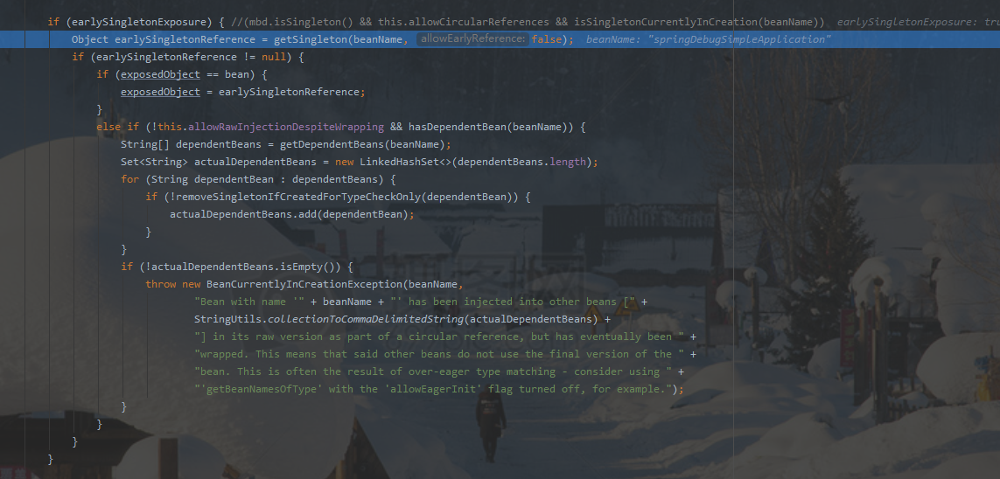 if (earlySingletonExposure) { //(mbd.isSingleton() && this.allowCircularReferences && isSingletonCurrentlyInCreation(beanName)) earlySingletonExposure: tru
Object earlySingletonReference = getSingleton(beanName, allowEarlyReference: false); beanName: "springDebugSimpleApplication"
if (earlySingletonReference != null) {
if (exposedObject == bean) {
exposedObject = earlySingletonReference;
}
else if (!this.allowRawInjectionDespiteWrapping && hasDependentBean(beanName)) {
String[] dependentBeans = getDependentBeans(beanName);
Set<String> actualDependentBeans = new LinkedHashSet<>(dependentBeans.length);
for (String dependentBean : dependentBeans) {
if (!removeSingletonIfCreatedForTypeCheckOnly(dependentBean)) {
actualDependentBeans.add(dependentBean);
}
}
if (!actualDependentBeans.isEmpty()) {
throw new BeanCurrentlyInCreationException(beanName,
"Bean with name '" + beanName + "' has been injected into other beans [" +
StringUtils.collectionToCommaDelimitedString(actualDependentBeans) +
"] in its raw version as part of a circular reference, but has eventually been " +
"wrapped. This means that said other beans do not use the final version of the " +
"bean. This is often the result of over-eager type matching - consider using " +
"'getBeanNamesOfType' with the 'allowEagerInit' flag turned off, for example.");
}
}
}
}